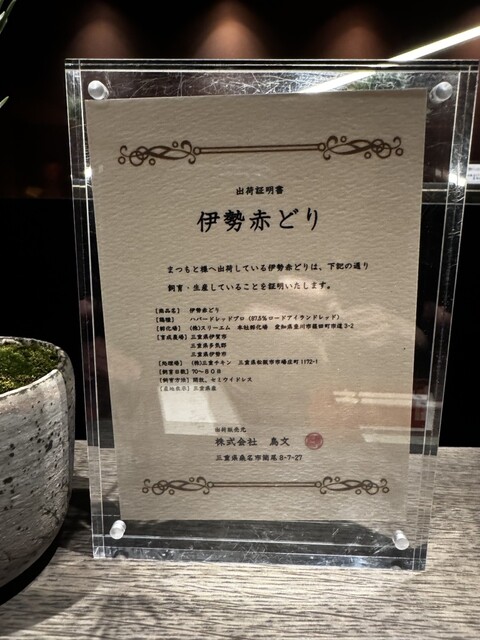 出荷証明書
伊勢赤どり
まつもと様へ出荷している伊勢赤どりは、下記の通り
飼育・生産していることを証明いたします。
【商品名】 伊勢赤どり
【鶏種】 ハバードレッドプロ (87.5%ロードアイランドレッド)
【孵化場】 (株)スリーエム 本社孵化場 愛知県豊川市篠田町市道3-2
【育成農場】三重県伊賀市
三重県多気郡
三重県伊勢市
【処理場】 (株)三重チキン 三重県松阪市市場庄町1172-1
【飼育日数】70~80日
【飼育方法】開放、セミウイドレス
【産地表示】三重県産
出荷販売元
株式会社 鳥文
三重県桑名市開尾8-7-27